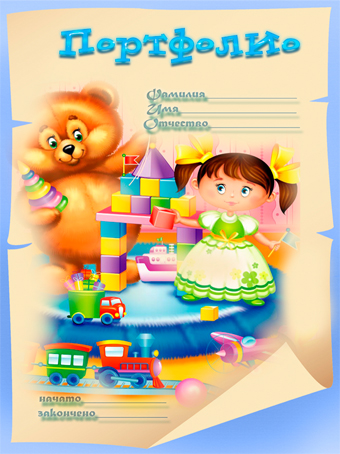 Портфолио
Фамилия
Имя
Отчество
начато
закончено